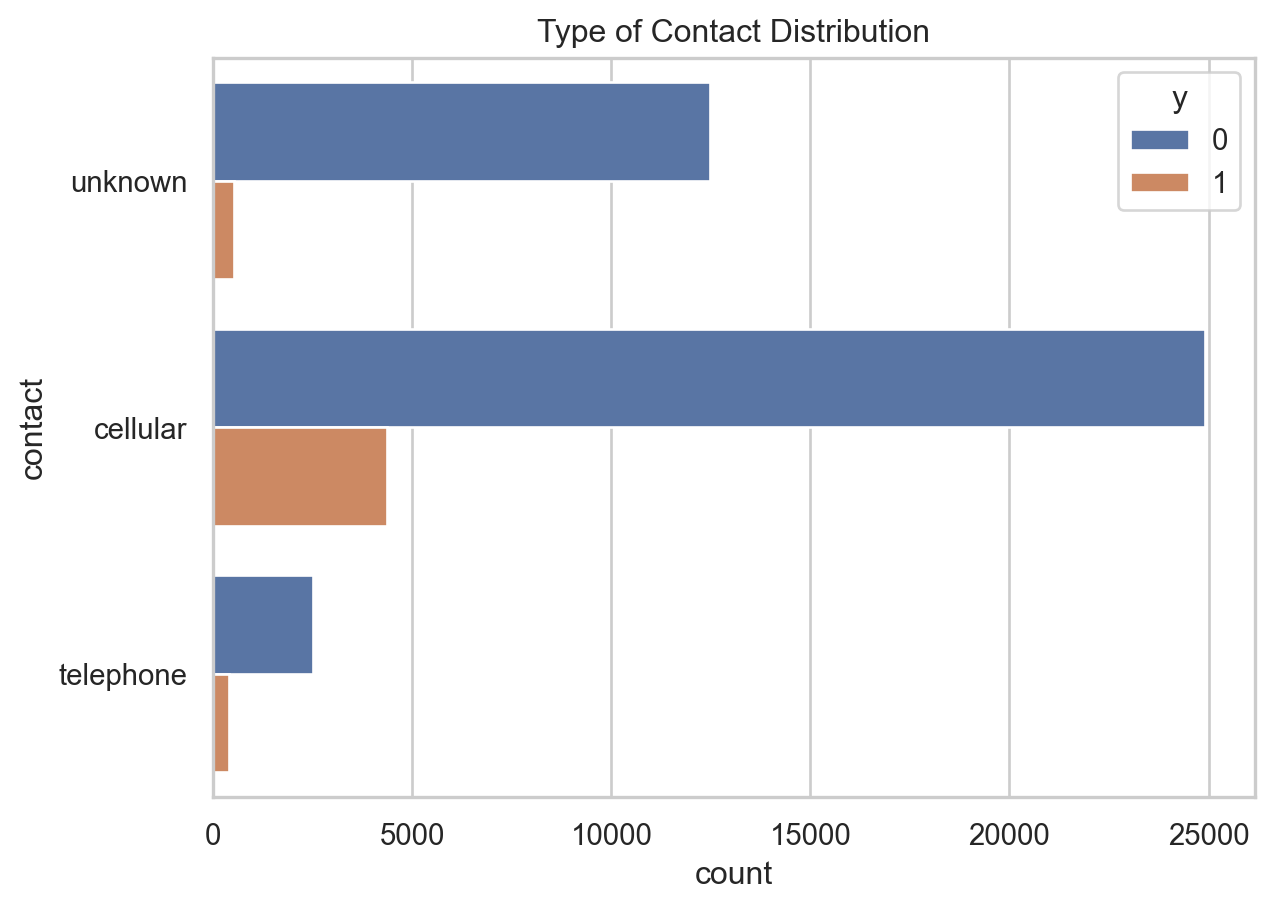 Type of Contact Distribution
y
0
1
unknown
cellular
telephone
contact
0 5000 10000 15000 20000 25000
count